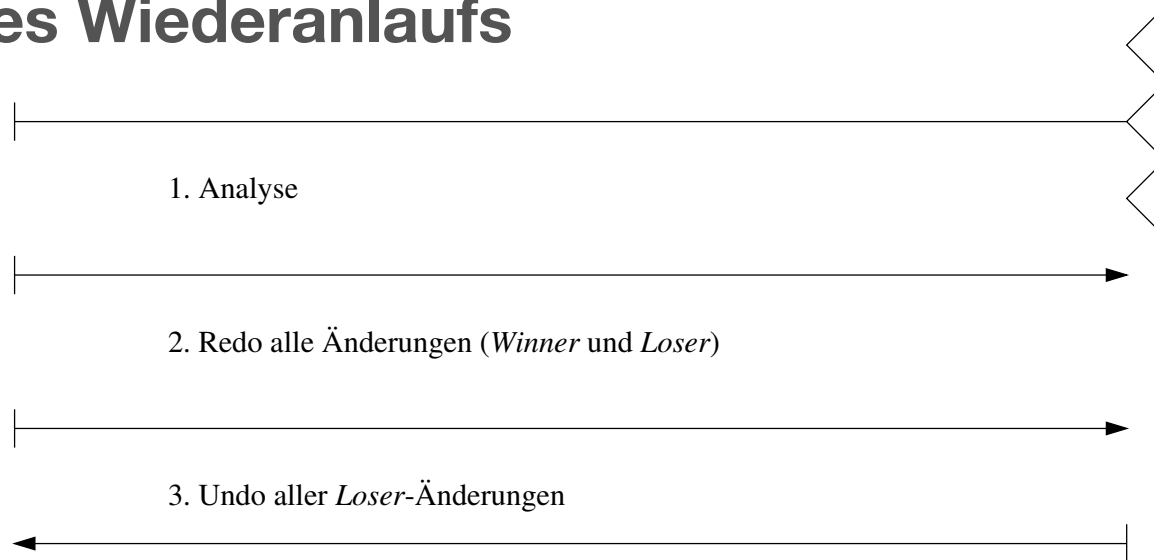 es Wiederanlaufs
1. Analyse
2. Redo alle Änderungen (Winner und Loser)
3. Undo aller Loser-Änderungen